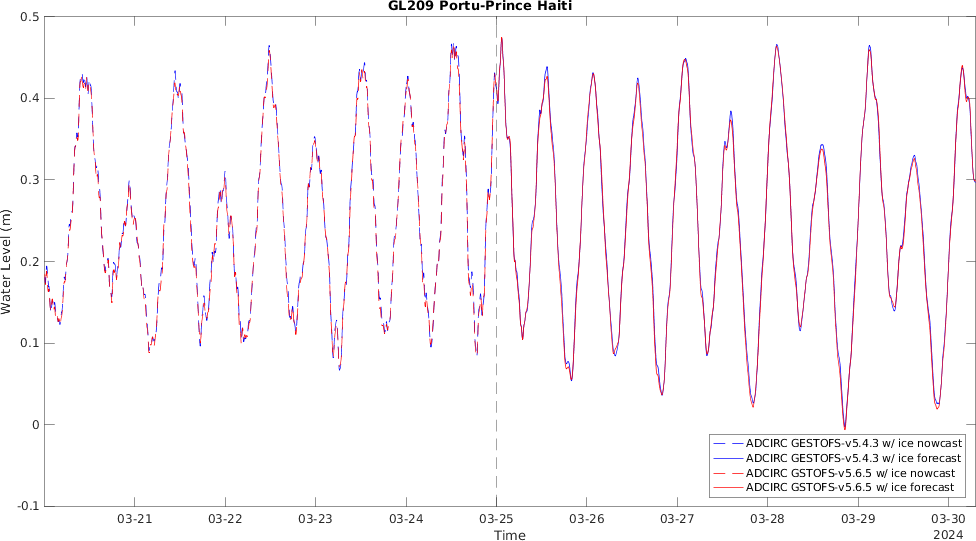 GL209 Portu-Prince Haiti
0.5
0.4
0.3
0.2
0.1
0
-0.1
Water Level (m)
03-21
03-22
03-23
03-24
03-25
03-26
03-27
03-28
03-29
03-30
2024
Time
ADCIRC GESTOFS-v5.4.3 w/ ice nowcast
ADCIRC GESTOFS-v5.4.3 w/ ice forecast
ADCIRC GSTOFS-v5.6.5 w/ ice nowcast
ADCIRC GSTOFS-v5.6.5 w/ ice forecast